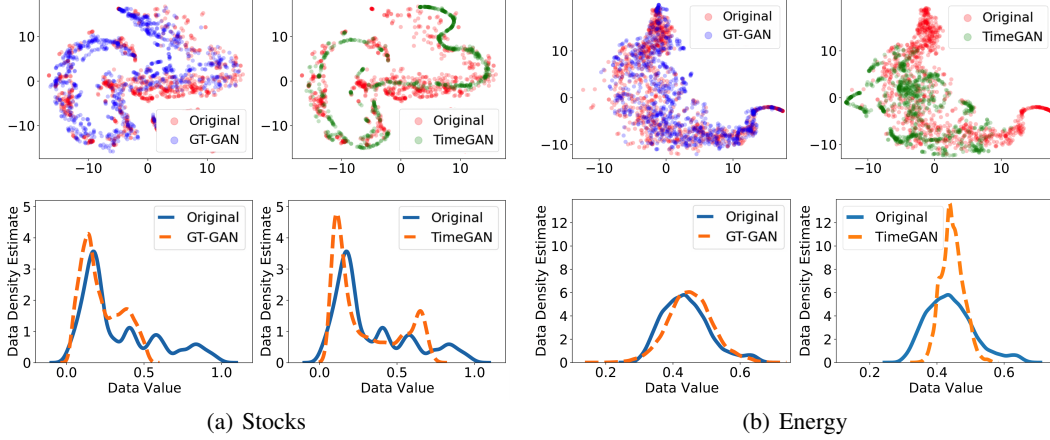 Original
GT-GAN
10
0
−10
−10
0
10
Original
TimeGAN
10
0
−10
−10
0
10
Original
GT-GAN
10
0
−10
−10
0
10
Original
TimeGAN
10
0
−10
−10
0
10
Data Density Estimate
5
4
3
2
1
0
Original
GT-GAN
0.0
0.5
1.0
Data Value
Data Density Estimate
5
4
3
2
1
0
Original
TimeGAN
0.0
0.5
1.0
Data Value
Data Density Estimate
12
10
8
6
4
2
0
Original
GT-GAN
0.2
0.4
0.6
Data Value
Data Density Estimate
12
10
8
6
4
2
0
Original
TimeGAN
0.2
0.4
0.6
Data Value
(a) Stocks
(b) Energy